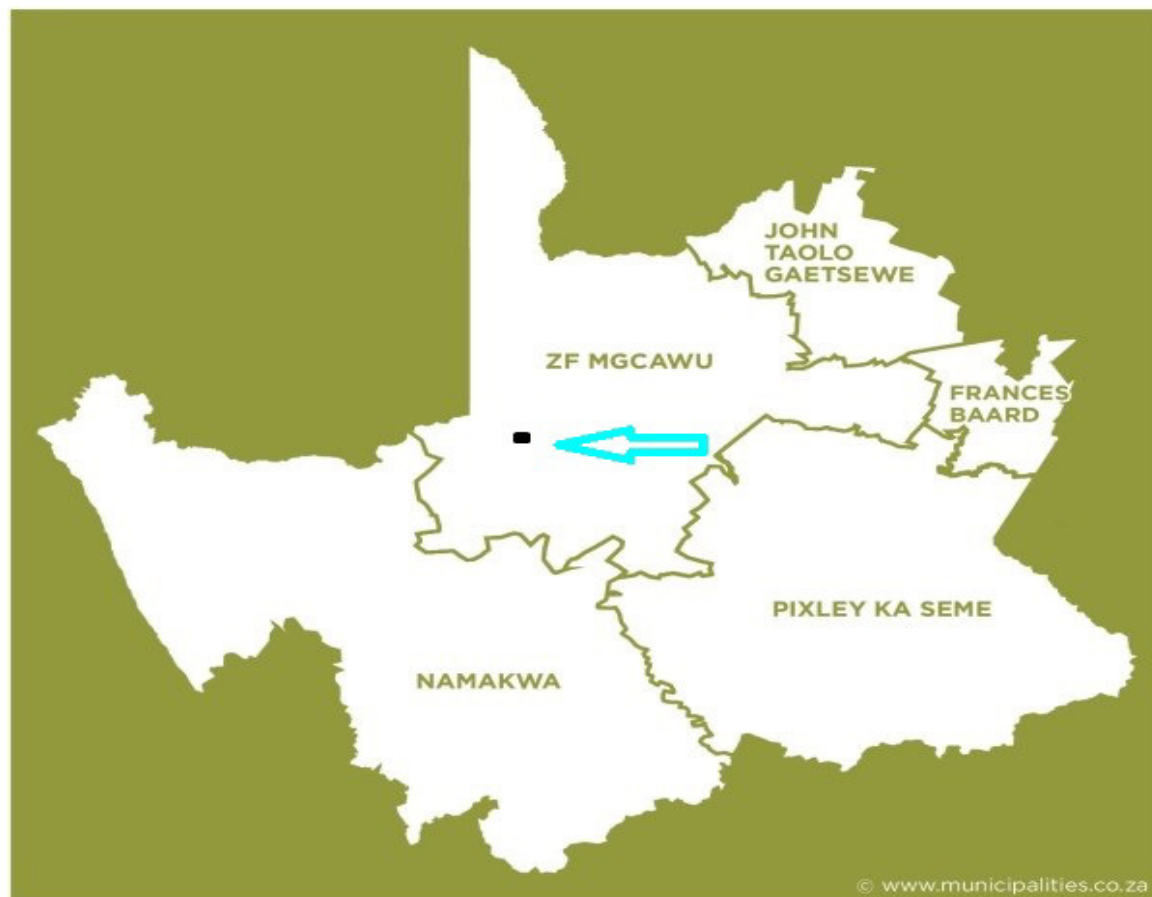 JOHN
TAOLO
GAETSEWE
ZF MGCAWU
FRANCES
BAARD
PIXLEY KA SEME
NAMAKWA
© www.municipalities.co.za